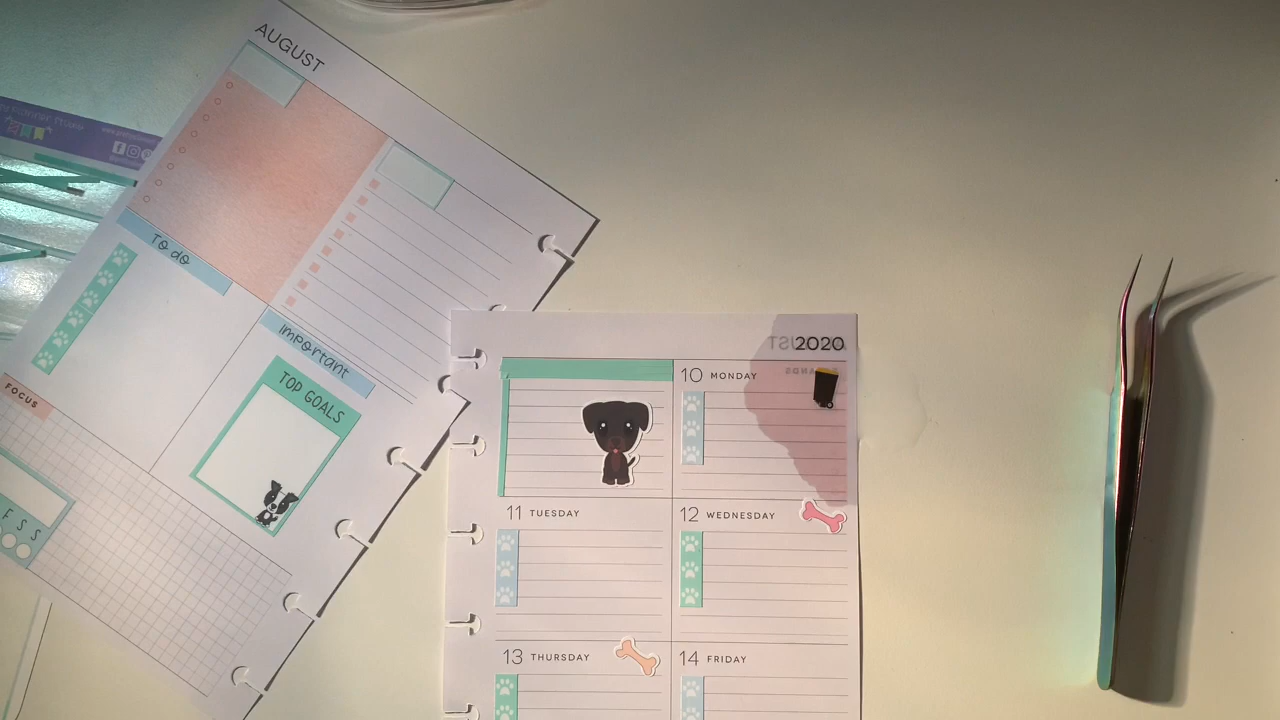 AUGUST
To do
Important
TOP GOALS
FOCUS
F S S
2020
10 MONDAY
11 TUESDAY
12 WEDNESDAY
13 THURSDAY
14 FRIDAY